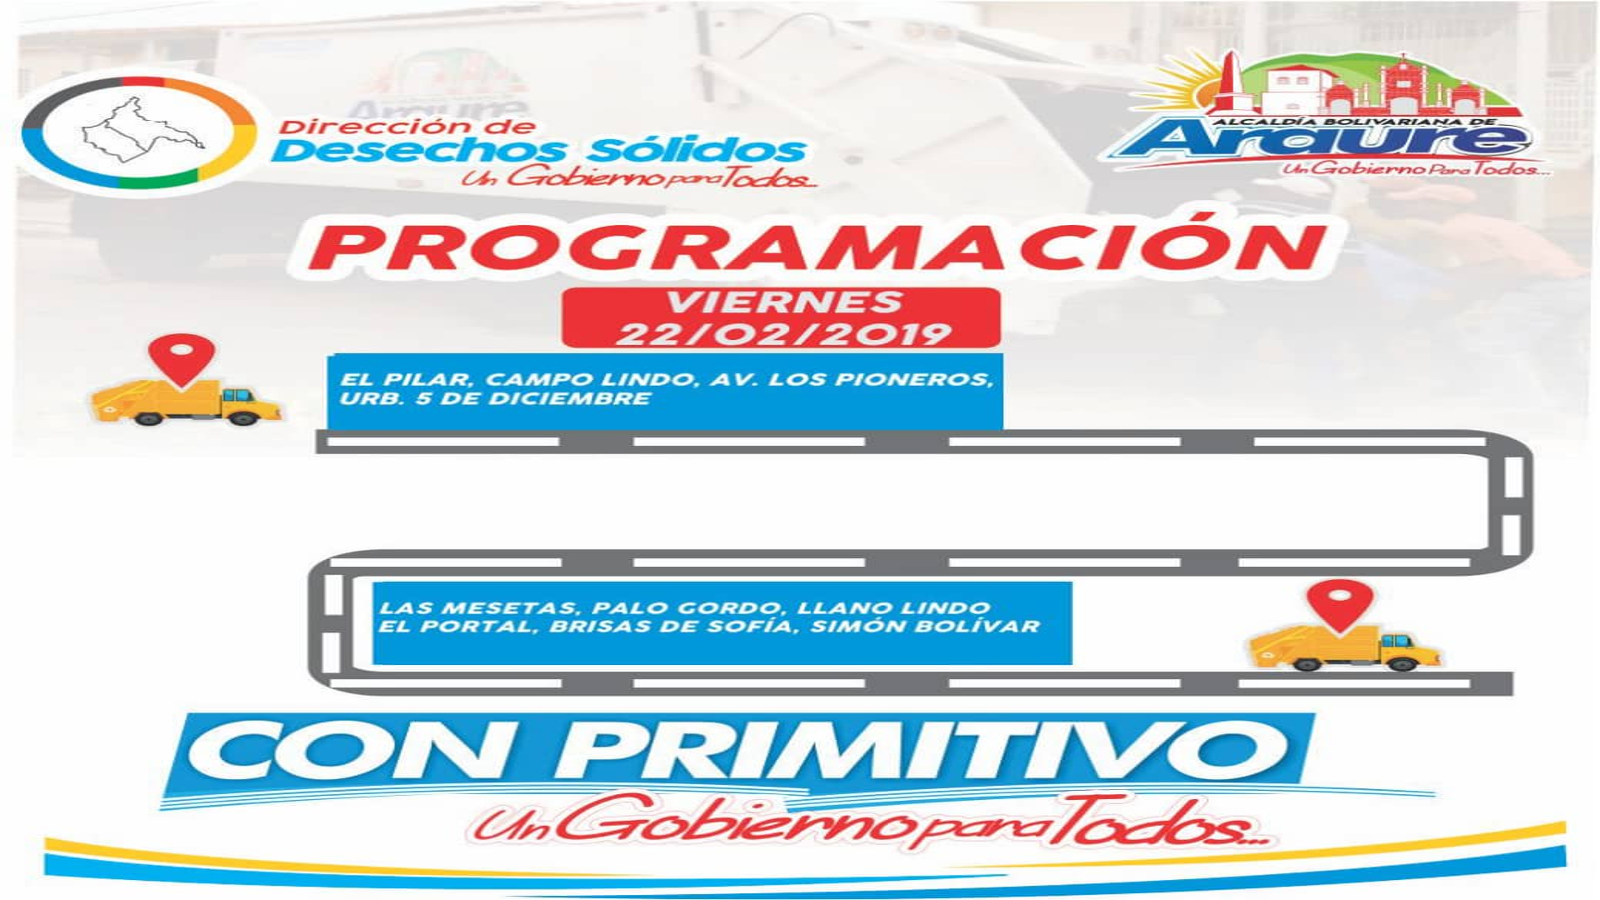 Dirección de
Desechos Sólidos
Un Gobierno para Todos...
ALCALDÍA BOLIVARIANA DE
Araure
Un Gobierno Para Todos...
Araure
PROGRAMACIÓN
VIERNES
22/02/2019
EL PILAR, CAMPO LINDO, AV. LOS PIONEROS,
URB. 5 DE DICIEMBRE
LAS MESETAS, PALO GORDO, LLANO LINDO
EL PORTAL, BRISAS DE SOFÍA, SIMÓN BOLÍVAR
CON PRIMITIVO
Un Gobierno para Todos...